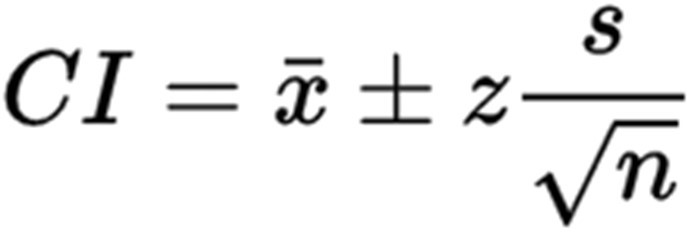 CI = x̄ ± z s/√n